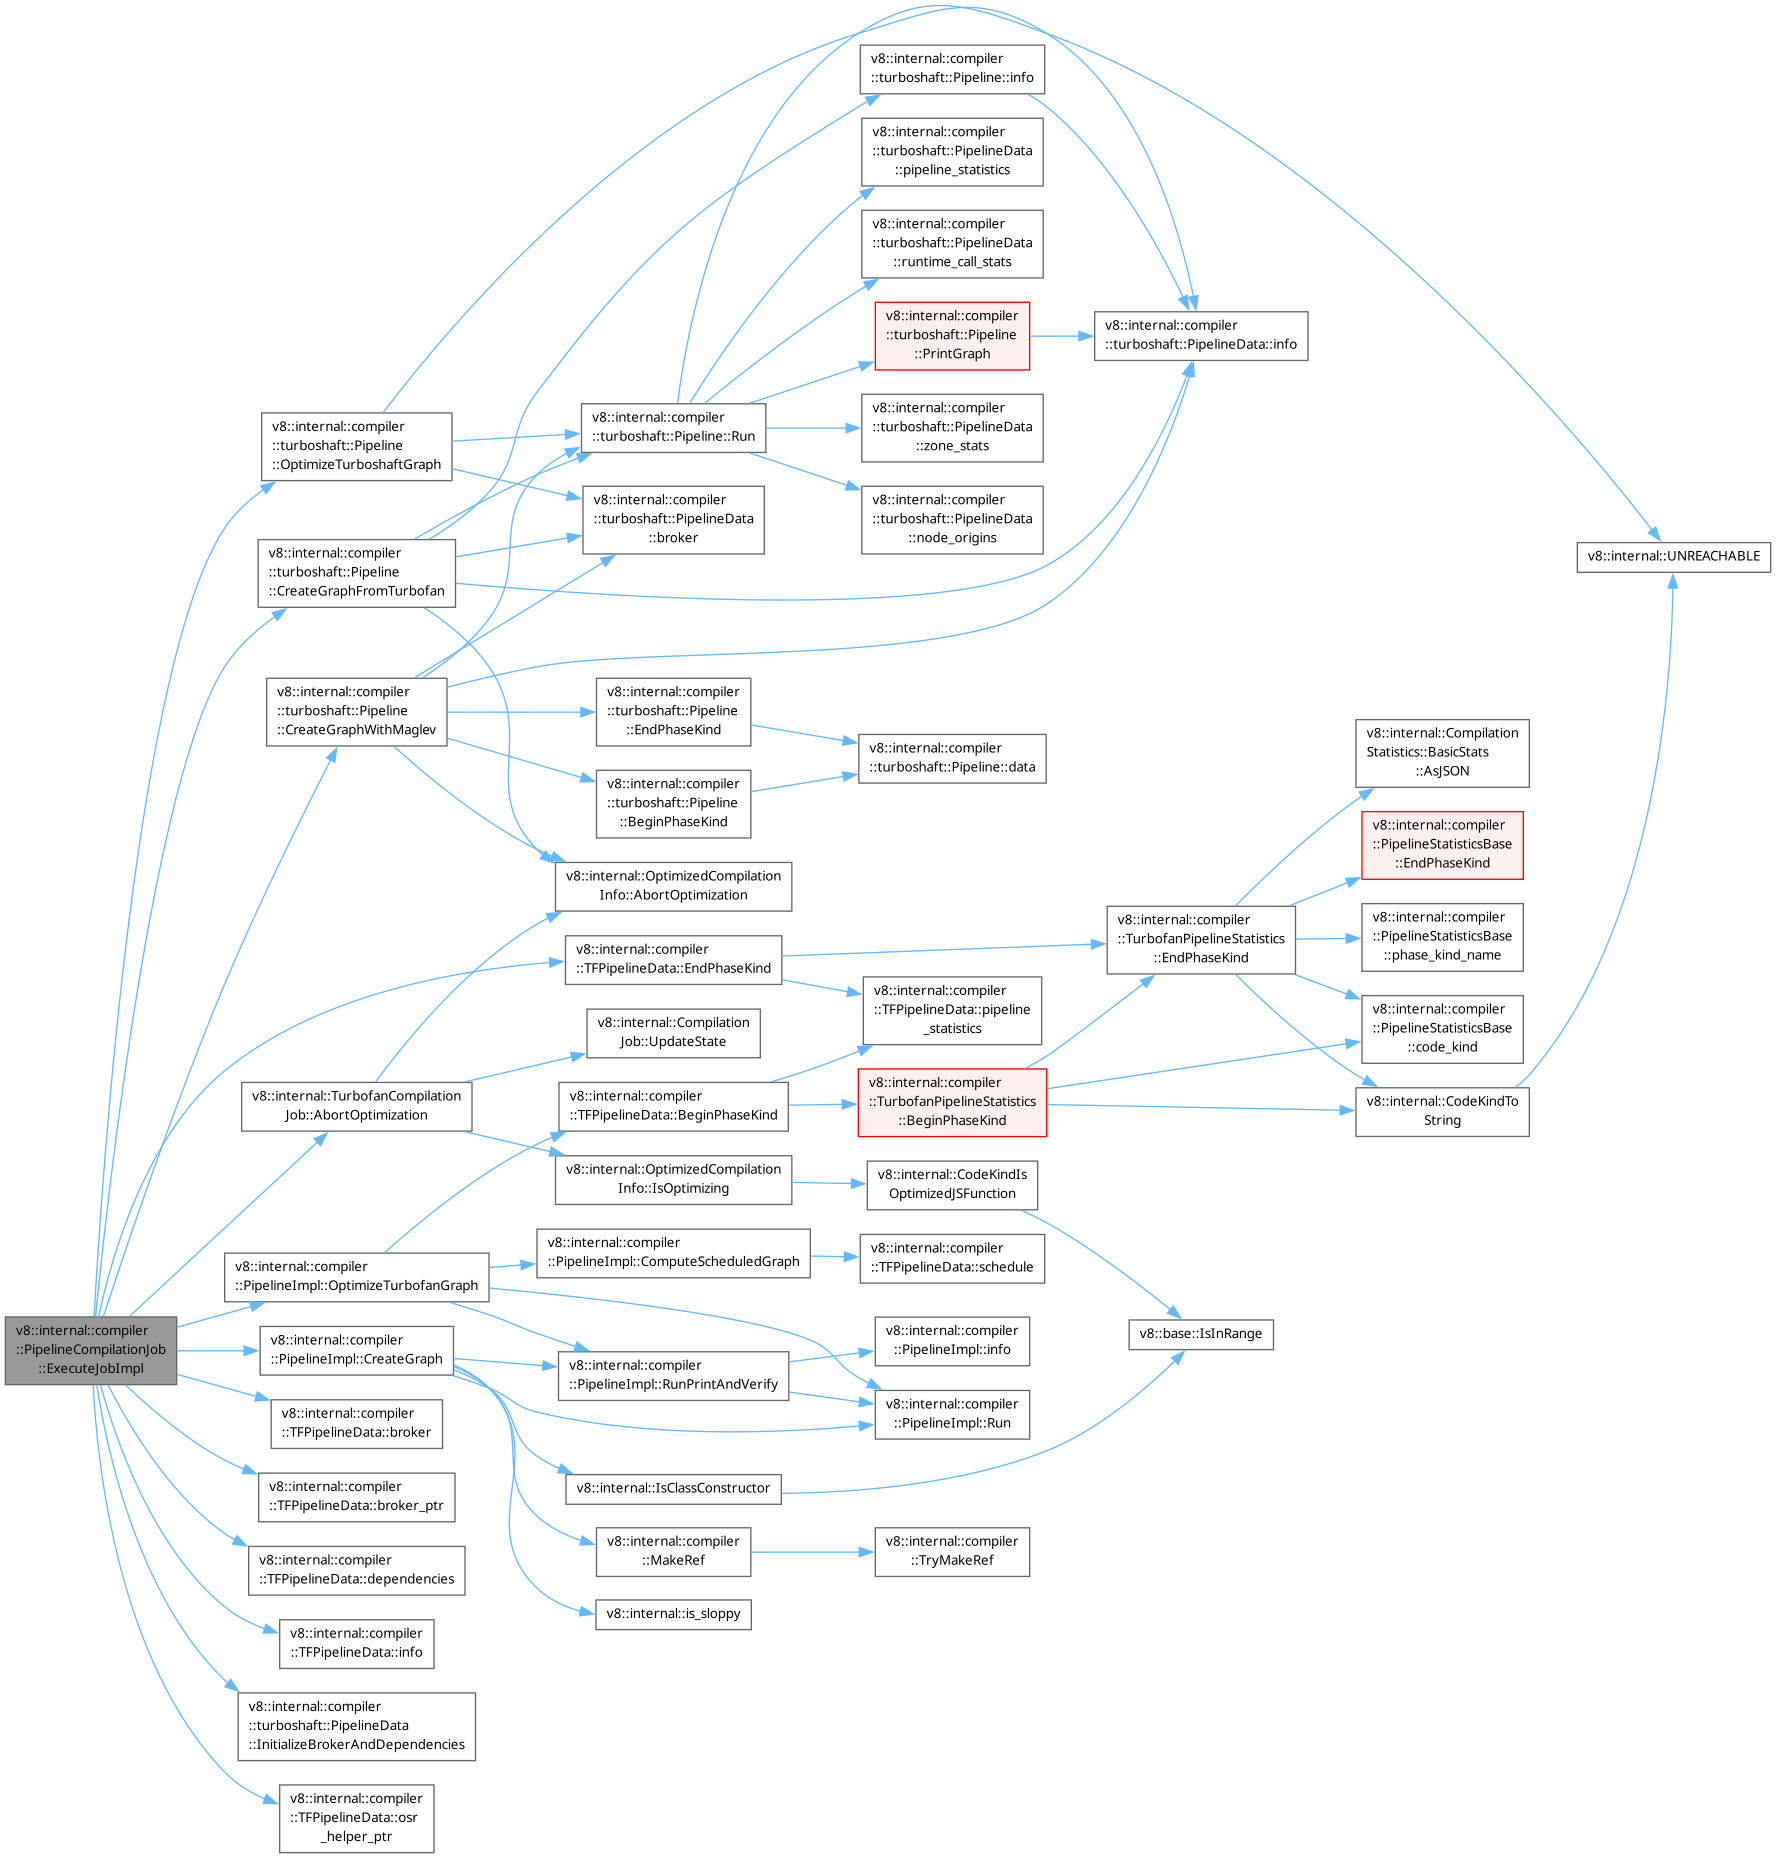 v8::internal::compiler
::PipelineCompilationJob
::ExecuteJobImpl
v8::internal::compiler
::turboshaft::Pipeline
::OptimizeTurboshaftGraph
v8::internal::compiler
::turboshaft::Pipeline
::CreateGraphFromTurbofan
v8::internal::compiler
::turboshaft::Pipeline
::CreateGraphWithMaglev
v8::internal::TurbofanCompilation
Job::AbortOptimization
v8::internal::compiler
::PipelineImpl::OptimizeTurbofanGraph
v8::internal::compiler
::PipelineImpl::CreateGraph
v8::internal::compiler
::TFPipelineData::broker
v8::internal::compiler
::TFPipelineData::broker_ptr
v8::internal::compiler
::TFPipelineData::dependencies
v8::internal::compiler
::TFPipelineData::info
v8::internal::compiler
::turboshaft::PipelineData
::InitializeBrokerAndDependencies
v8::internal::compiler
::TFPipelineData::osr
_helper_ptr
v8::internal::compiler
::turboshaft::Pipeline::Run
v8::internal::compiler
::turboshaft::PipelineData
::broker
v8::internal::compiler
::turboshaft::Pipeline
::EndPhaseKind
v8::internal::compiler
::turboshaft::Pipeline
::BeginPhaseKind
v8::internal::OptimizedCompilation
Info::AbortOptimization
v8::internal::compiler
::TFPipelineData::EndPhaseKind
v8::internal::Compilation
Job::UpdateState
v8::internal::compiler
::TFPipelineData::BeginPhaseKind
v8::internal::OptimizedCompilation
Info::IsOptimizing
v8::internal::compiler
::PipelineImpl::ComputeScheduledGraph
v8::internal::compiler
::PipelineImpl::RunPrintAndVerify
v8::internal::IsClassConstructor
v8::internal::compiler
::MakeRef
v8::internal::is_sloppy
v8::internal::compiler
::turboshaft::Pipeline::info
v8::internal::compiler
::turboshaft::PipelineData
::pipeline_statistics
v8::internal::compiler
::turboshaft::PipelineData
::runtime_call_stats
v8::internal::compiler
::turboshaft::Pipeline
::PrintGraph
v8::internal::compiler
::turboshaft::PipelineData
::zone_stats
v8::internal::compiler
::turboshaft::PipelineData
::node_origins
v8::internal::compiler
::turboshaft::Pipeline::data
v8::internal::compiler
::TFPipelineData::pipeline
_statistics
v8::internal::compiler
::TurbofanPipelineStatistics
::BeginPhaseKind
v8::internal::CodeKindIs
OptimizedJSFunction
v8::internal::compiler
::TFPipelineData::schedule
v8::internal::compiler
::PipelineImpl::info
v8::internal::compiler
::PipelineImpl::Run
v8::internal::compiler
::TryMakeRef
v8::internal::compiler
::turboshaft::PipelineData::info
v8::internal::compiler
::TurbofanPipelineStatistics
::EndPhaseKind
v8::base::IsInRange
v8::internal::Compilation
Statistics::BasicStats
::AsJSON
v8::internal::compiler
::PipelineStatisticsBase
::EndPhaseKind
v8::internal::compiler
::PipelineStatisticsBase
::phase_kind_name
v8::internal::compiler
::PipelineStatisticsBase
::code_kind
v8::internal::CodeKindTo
String
v8::internal::UNREACHABLE